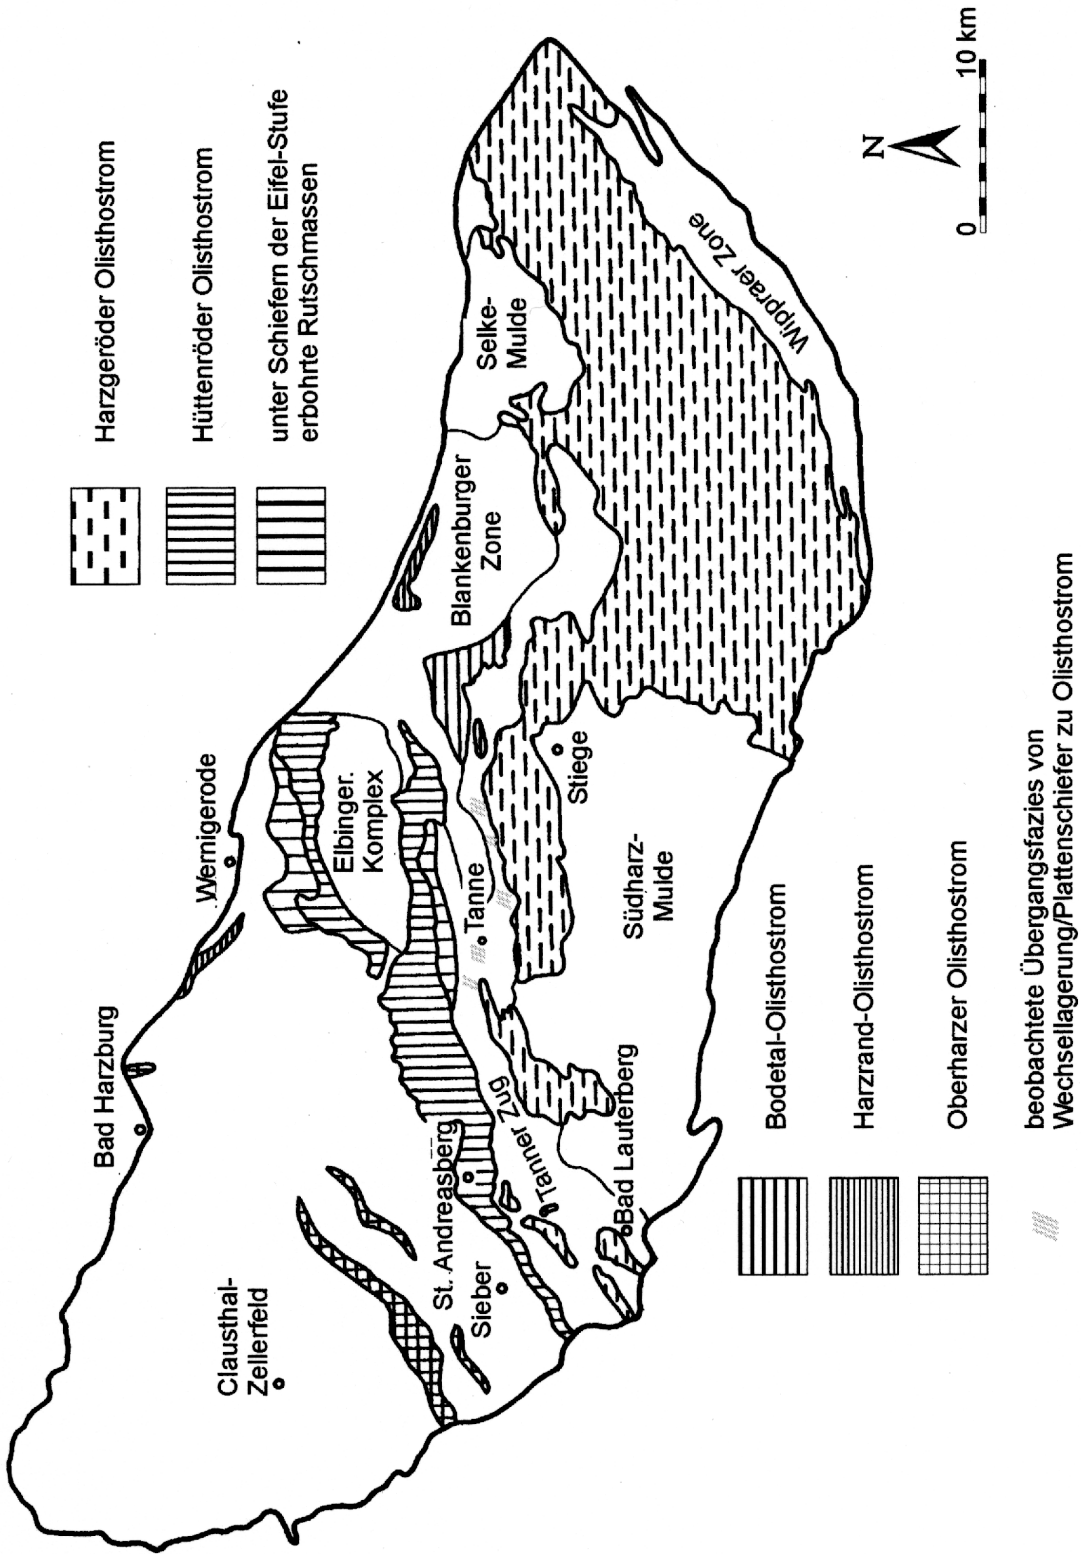 Harzgeröder Olisthostrom
Hüttenröder Olisthostrom
unter Schiefern der Eifel-Stufe
erbohrte Rutschmassen
Bad Harzburg
Wernigerode
Clausthal-
Zellerfeld
St. Andreasberg
Sieber
Elbinger.
Komplex
Blankenburger
Zone
Selke-
Mulde
Tanne
Tanner Zug
Stiege
Bad Lauterberg
Südharz-
Mulde
Wippraer Zone
N
0 10 km
Bodetal-Olisthostrom
Harzrand-Olisthostrom
Oberharzer Olisthostrom
beobachtete Übergangsfazies von
Wechsellagerung/Plattenschiefer zu Olisthostrom